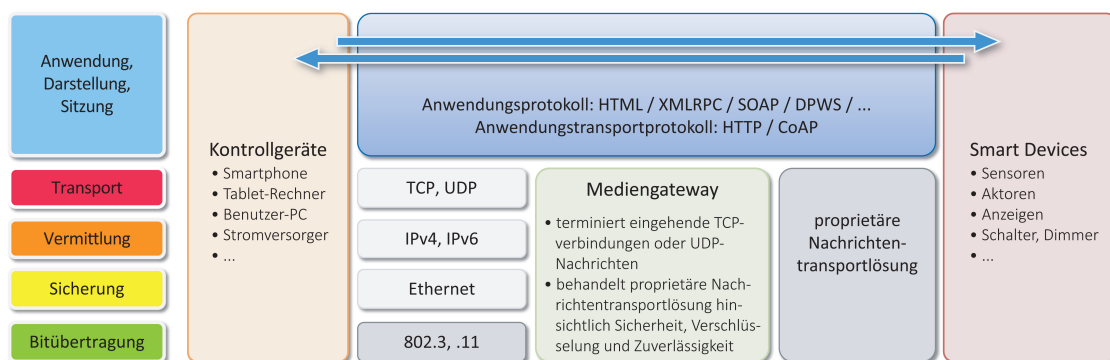 Anwendung,
Darstellung,
Sitzung
Transport
Vermittlung
Sicherung
Bitübertragung
Kontrollgeräte
• Smartphone
• Tablet-Rechner
• Benutzer-PC
• Stromversorger
• ...
Anwendungsprotokoll: HTML / XMLRPC / SOAP / DPWS / ...
Anwendungstransportprotokoll: HTTP / CoAP
TCP, UDP
IPv4, IPv6
Ethernet
802.3, .11
Mediengateway
• terminiert eingehende TCP-
verbindungen oder UDP-
Nachrichten
• behandelt proprietäre Nach-
richtentransportlösung hin-
sichtlich Sicherheit, Verschlüs-
selung und Zuverlässigkeit
proprietäre
Nachrichten-
transportlösung
Smart Devices
• Sensoren
• Aktoren
• Anzeigen
• Schalter, Dimmer
• ...